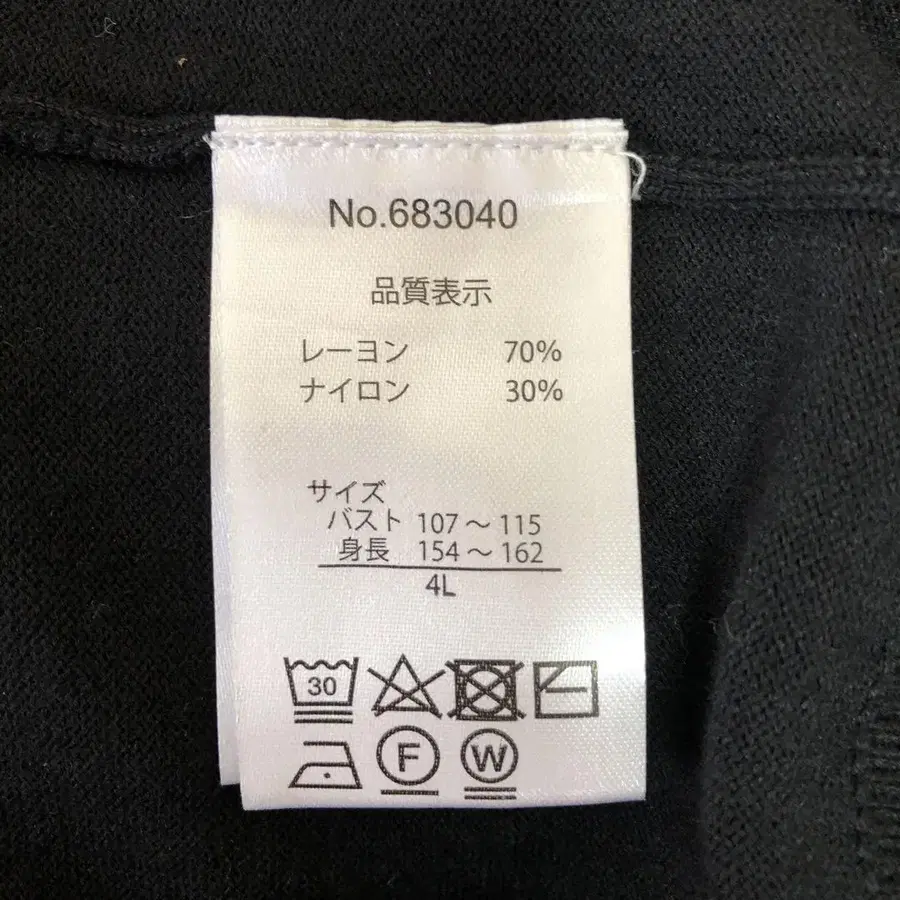 No.683040
品質表示
レーヨン 70%
ナイロン 30%
サイズ
バスト 107～115
身長 154～162
4L
30
F W